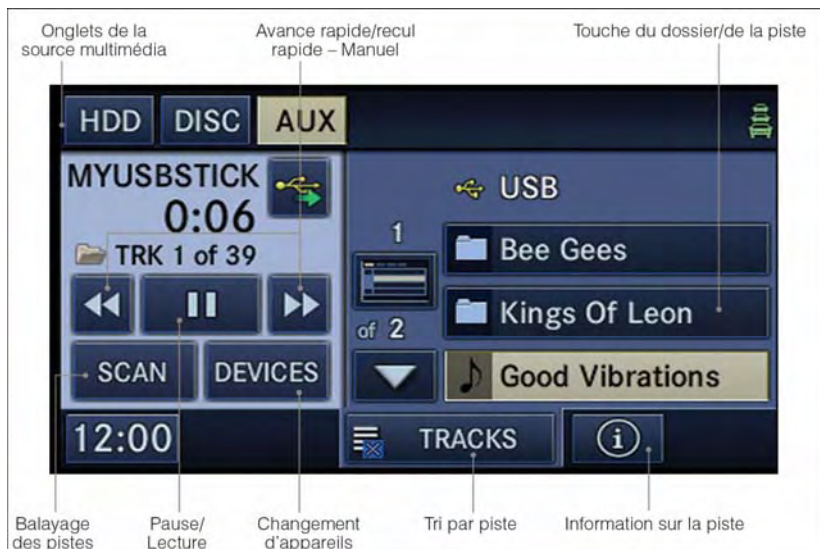 Onglets de la
source multimédia
Avance rapide/recul
rapide – Manuel
Touche du dossier/de la piste
HDD DISC AUX
MYUSBSTICK
0:06
TRK 1 of 39
SCAN DEVICES
12:00
USB
1
of 2
Bee Gees
Kings Of Leon
Good Vibrations
TRACKS
i
Balayage
des pistes
Pause/
Lecture
Changement
d'appareils
Tri par piste
Information sur la piste